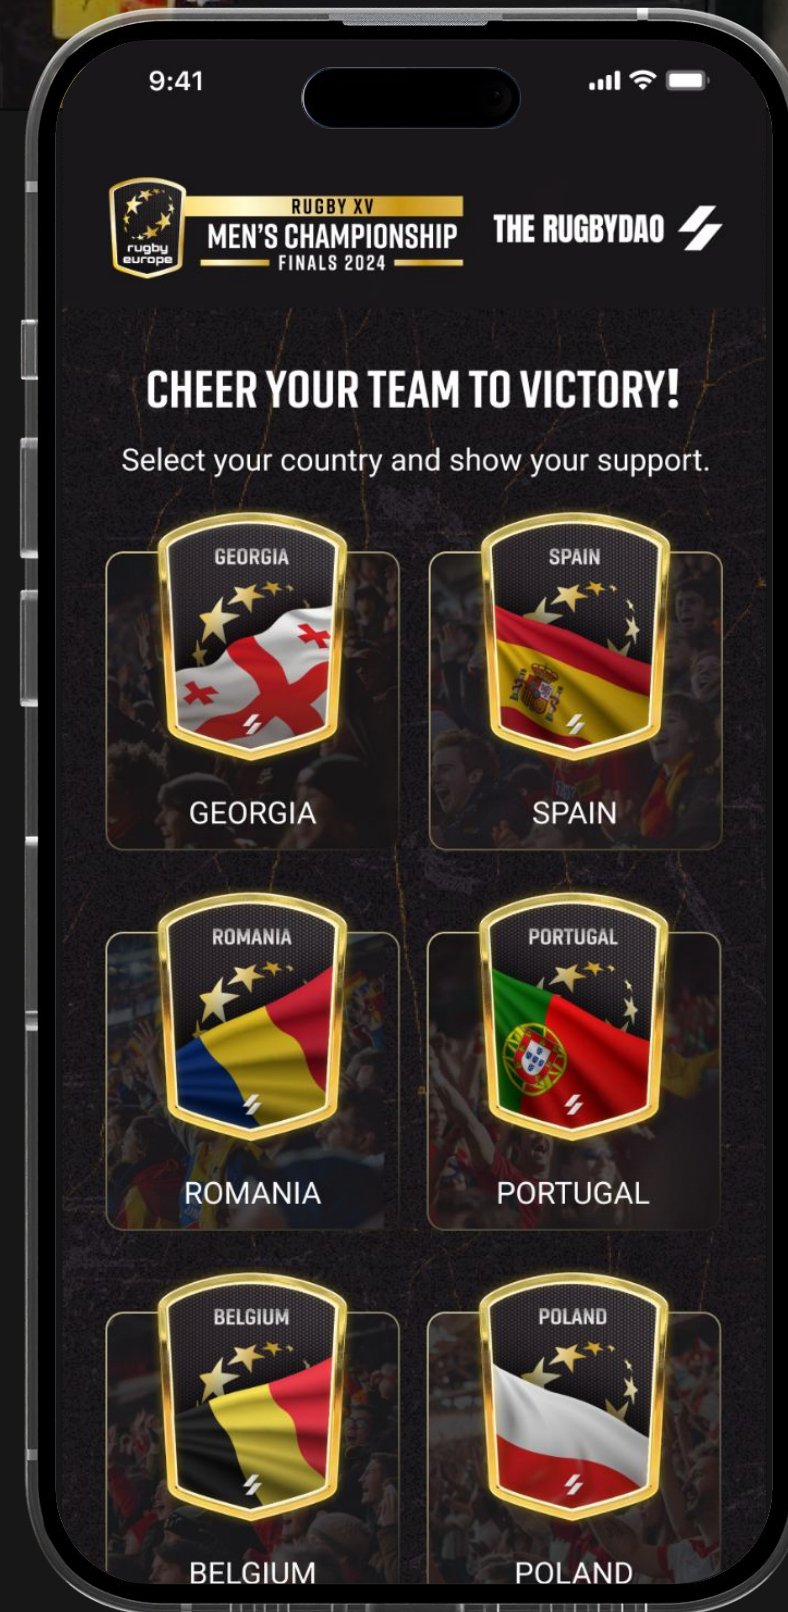 9:41
rugby
europe
RUGBY XV
MEN'S CHAMPIONSHIP
FINALS 2024
THE RUGBYDAO
CHEER YOUR TEAM TO VICTORY!
Select your country and show your support.
GEORGIA
SPAIN
GEORGIA
SPAIN
ROMANIA
PORTUGAL
ROMANIA
PORTUGAL
BELGIUM
POLAND
BELGIUM
POLAND